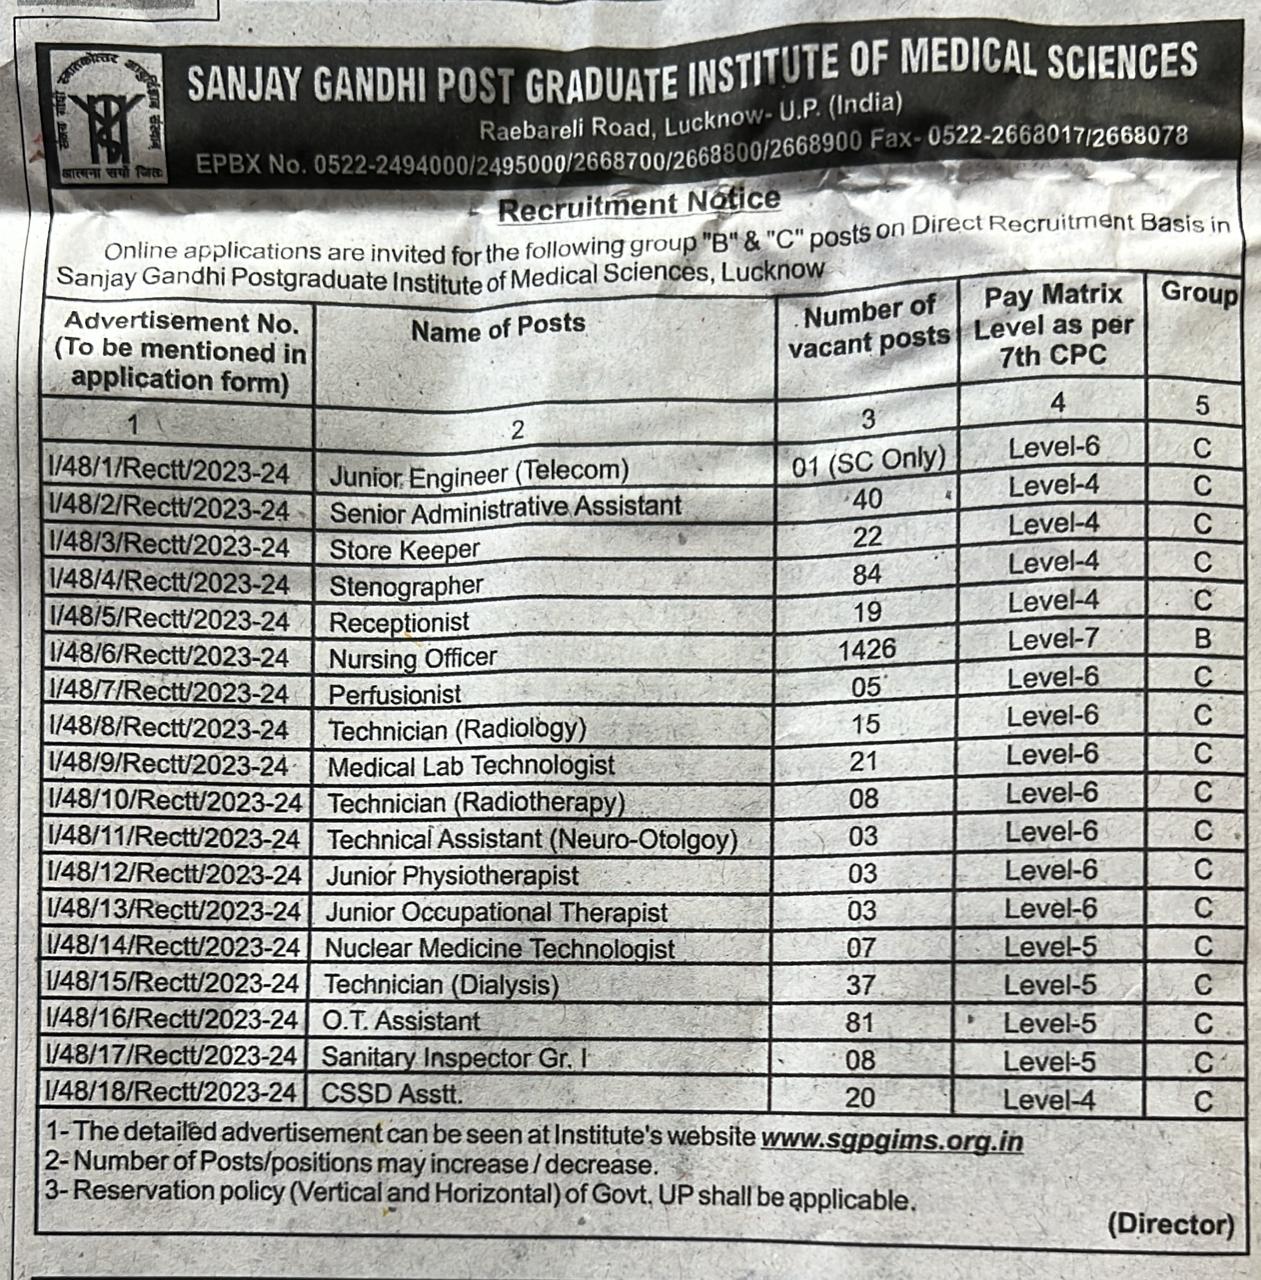 स्नातकोत्तर आयुर्विज्ञान संस्थान
संजय गांधी
आत्मना सर्वा जितः
SANJAY GANDHI POST GRADUATE INSTITUTE OF MEDICAL SCIENCES
Raebareli Road, Lucknow- U.P. (India)
EPBX No. 0522-2494000/2495000/2668700/2668800/2668900 Fax- 0522-2668017/2668078
Recruitment Notice
Online applications are invited for the following group "B" & "C" posts on Direct Recruitment Basis in
Sanjay Gandhi Postgraduate Institute of Medical Sciences, Lucknow
Advertisement No. (To be mentioned in application form) Name of Posts Number of vacant posts Pay Matrix Level as per 7th CPC Group
1 2 3 4 5
I/48/1/Rectt/2023-24 Junior Engineer (Telecom) 01 (SC Only) Level-6 C
I/48/2/Rectt/2023-24 Senior Administrative Assistant 40 Level-4 C
I/48/3/Rectt/2023-24 Store Keeper 22 Level-4 C
I/48/4/Rectt/2023-24 Stenographer 84 Level-4 C
I/48/5/Rectt/2023-24 Receptionist 19 Level-4 C
I/48/6/Rectt/2023-24 Nursing Officer 1426 Level-7 B
I/48/7/Rectt/2023-24 Perfusionist 05 Level-6 C
I/48/8/Rectt/2023-24 Technician (Radiology) 15 Level-6 C
I/48/9/Rectt/2023-24 Medical Lab Technologist 21 Level-6 C
I/48/10/Rectt/2023-24 Technician (Radiotherapy) 08 Level-6 C
I/48/11/Rectt/2023-24 Technical Assistant (Neuro-Otolgoy) 03 Level-6 C
I/48/12/Rectt/2023-24 Junior Physiotherapist 03 Level-6 C
I/48/13/Rectt/2023-24 Junior Occupational Therapist 03 Level-6 C
I/48/14/Rectt/2023-24 Nuclear Medicine Technologist 07 Level-5 C
I/48/15/Rectt/2023-24 Technician (Dialysis) 37 Level-5 C
I/48/16/Rectt/2023-24 O.T. Assistant 81 Level-5 C
I/48/17/Rectt/2023-24 Sanitary Inspector Gr. I 08 Level-5 C
I/48/18/Rectt/2023-24 CSSD Asstt. 20 Level-4 C
1- The detailed advertisement can be seen at Institute's website www.sgpgims.org.in
2- Number of Posts/positions may increase / decrease.
3- Reservation policy (Vertical and Horizontal) of Govt. UP shall be applicable.
(Director)